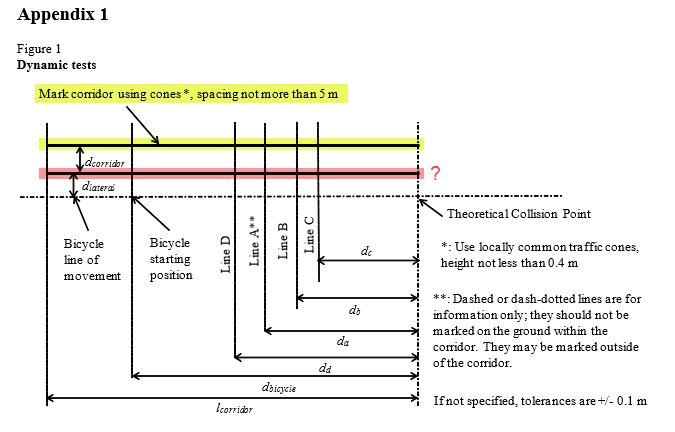 Appendix 1
Figure 1
Dynamic tests
Mark corridor using cones *, spacing not more than 5 m
dcorridor
?
dlateral
Theoretical Collision Point
Bicycle
line of
movement
Bicycle
starting
position
Line D
Line A**
Line B
Line C
dc
*: Use locally common traffic cones,
height not less than 0.4 m
db
**: Dashed or dash-dotted lines are for
information only; they should not be
marked on the ground within the
corridor. They may be marked outside
of the corridor.
da
dd
dbicycle
lcorridor
If not specified, tolerances are +/- 0.1 m